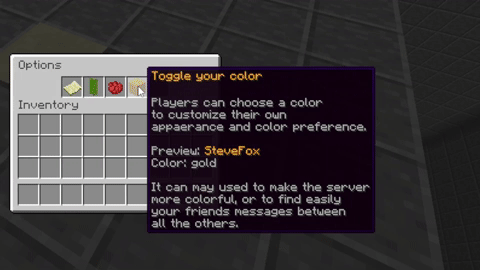 Options
Inventory
Toggle your color
Players can choose a color
to customize their own
appaerance and color preference.
Preview: SteveFox
Color: gold
It can may used to make the server
more colorful, or to find easily
your friends messages between
all the others.